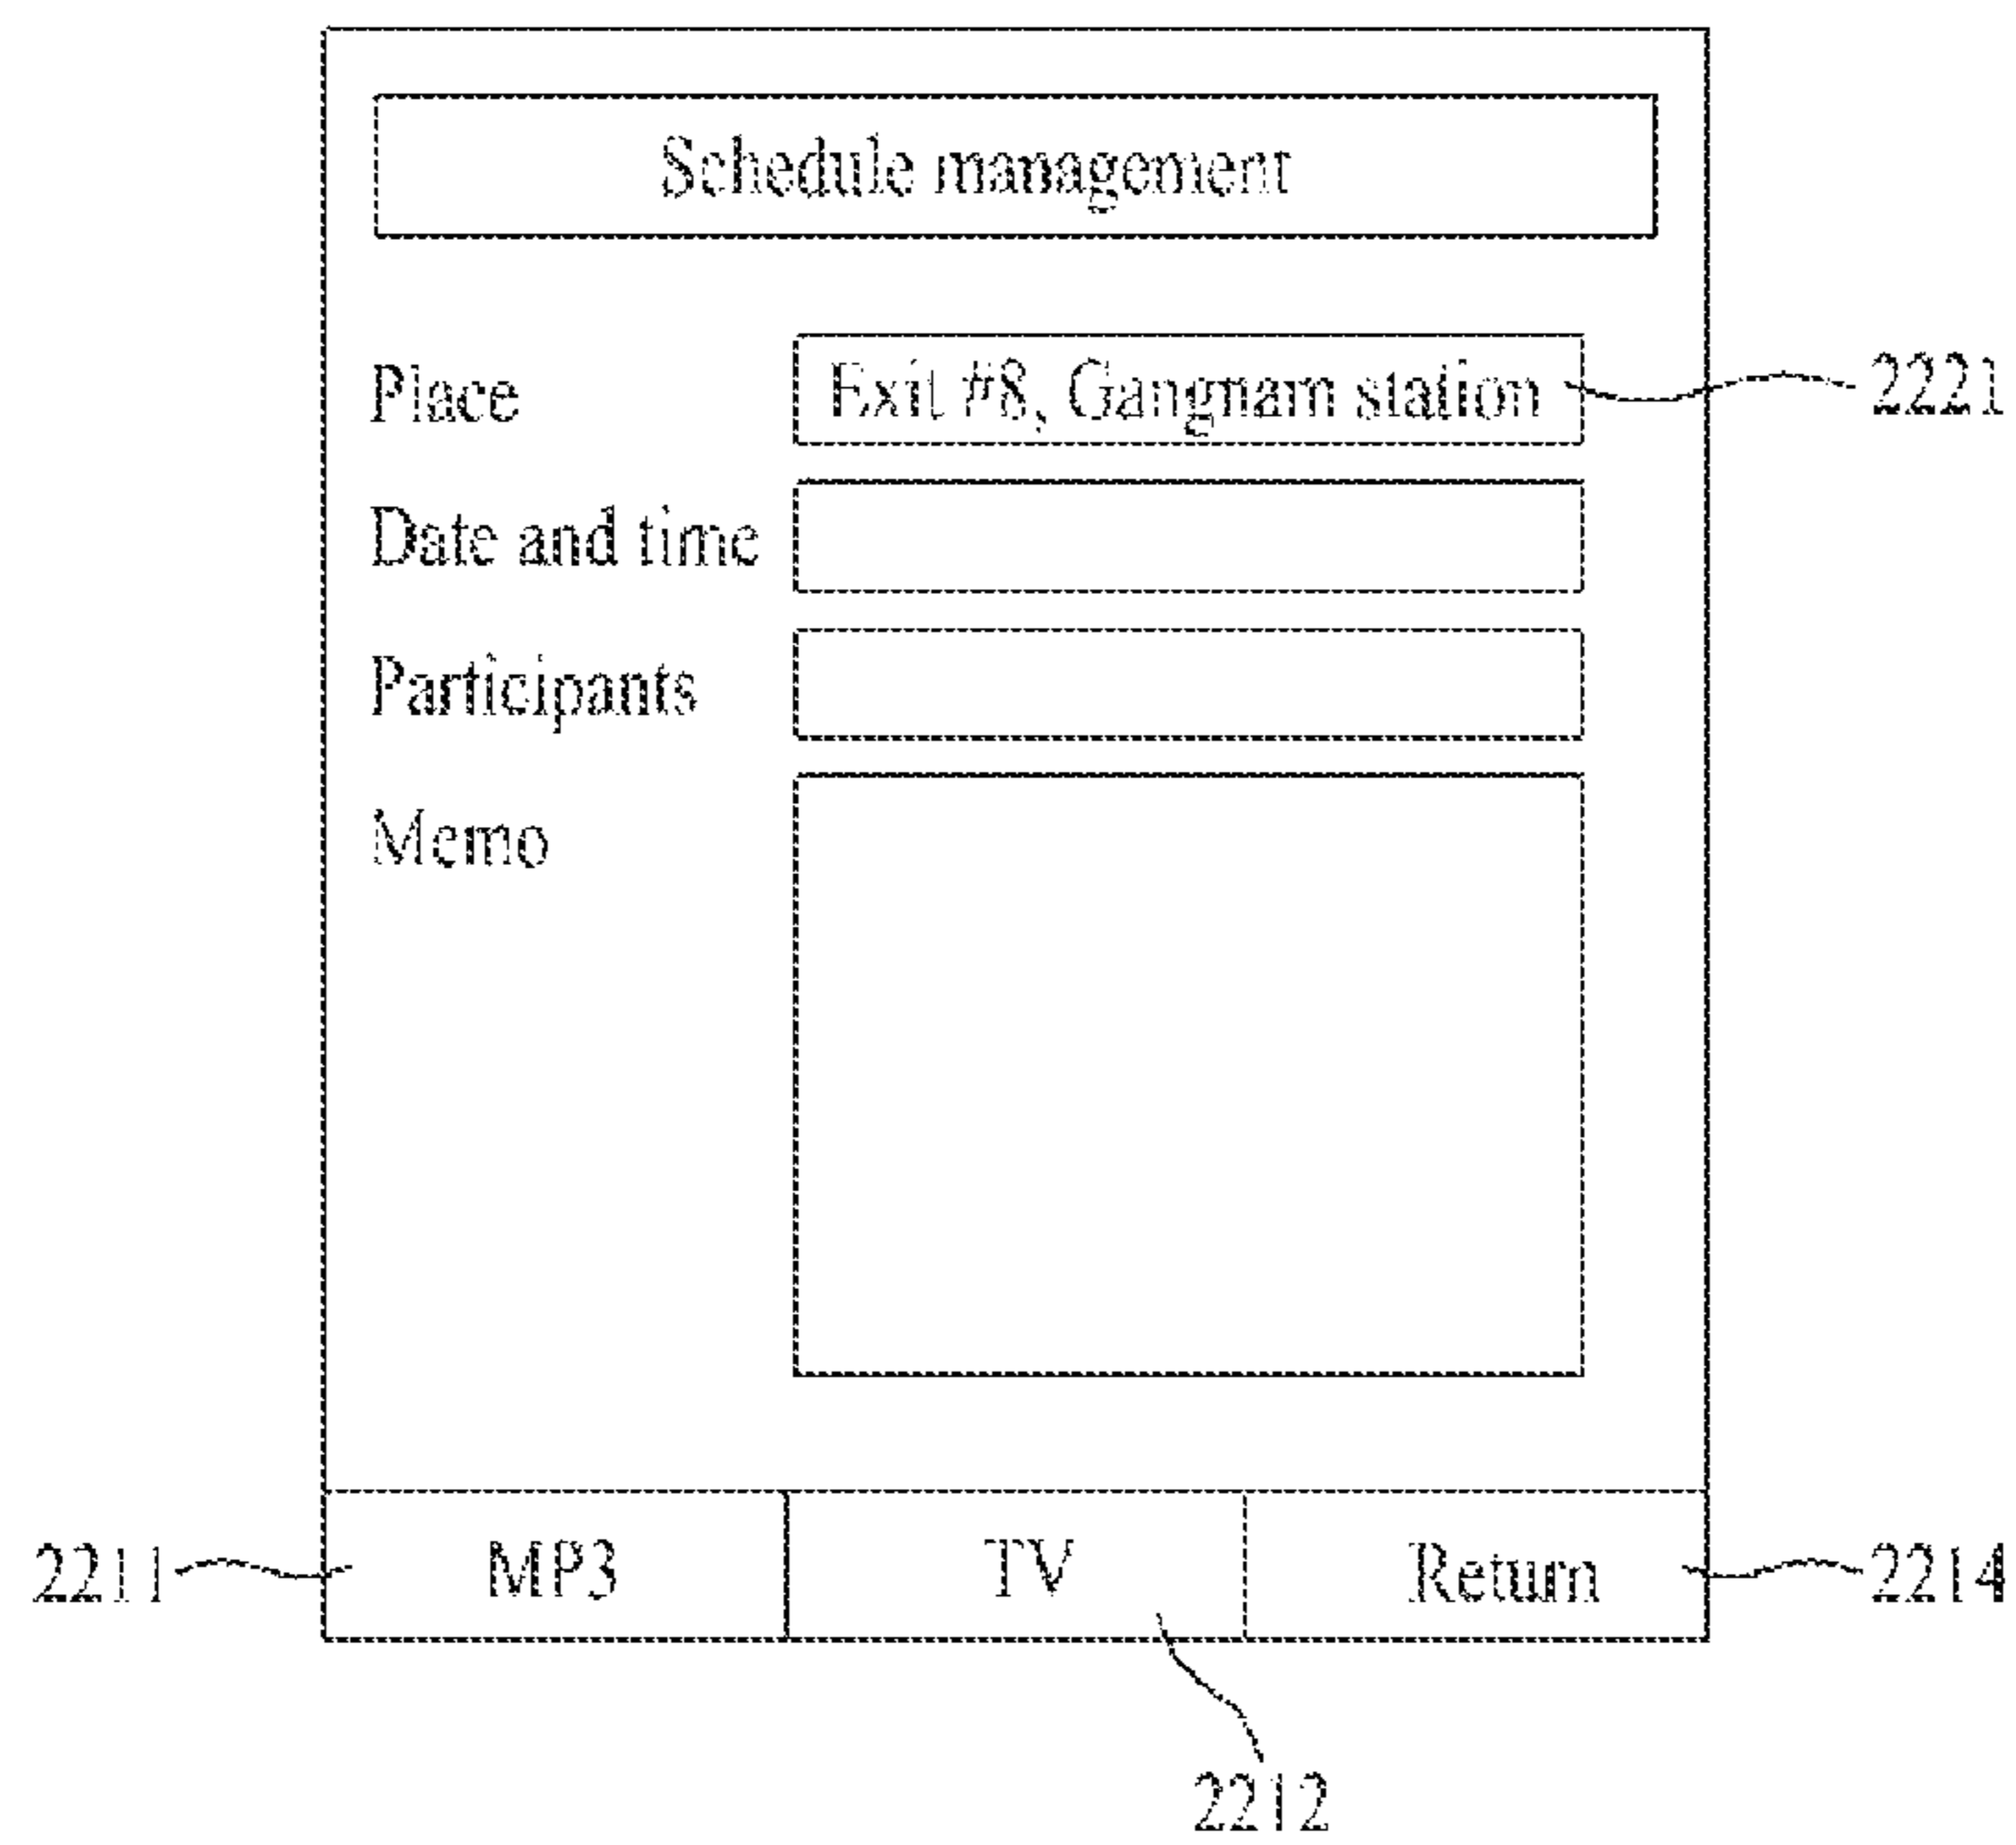 Schedule management
Place Exit #8, Gangnam station 2221
Date and time
Participants
Memo
2211 MP3 TV Return 2214
2212